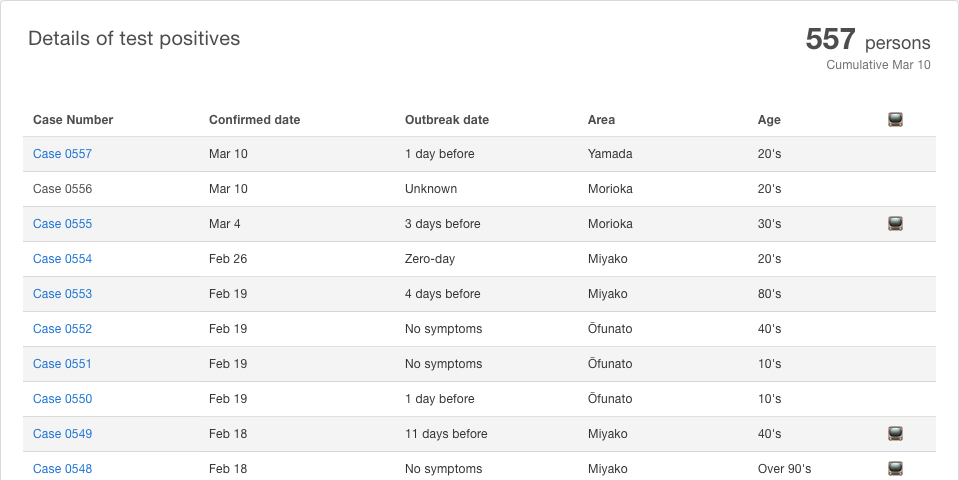 Details of test positives
557 persons
Cumulative Mar 10
Case Number Confirmed date Outbreak date Area Age
Case 0557 Mar 10 1 day before Yamada 20's
Case 0556 Mar 10 Unknown Morioka 20's
Case 0555 Mar 4 3 days before Morioka 30's
Case 0554 Feb 26 Zero-day Miyako 20's
Case 0553 Feb 19 4 days before Miyako 80's
Case 0552 Feb 19 No symptoms Ōfunato 40's
Case 0551 Feb 19 No symptoms Ōfunato 10's
Case 0550 Feb 19 1 day before Ōfunato 10's
Case 0549 Feb 18 11 days before Miyako 40's
Case 0548 Feb 18 No symptoms Miyako Over 90's